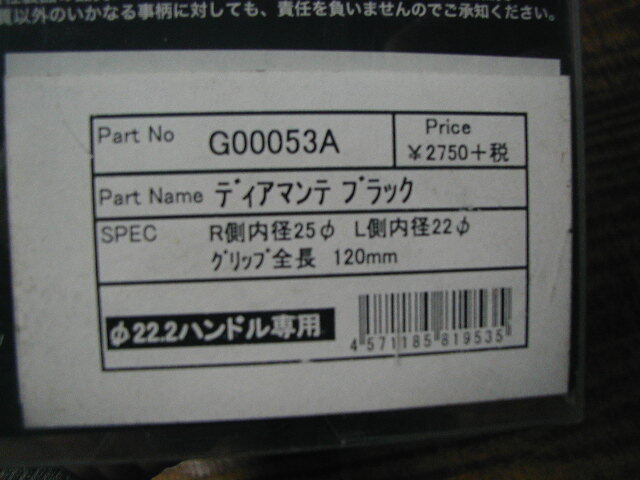 質以外のいかなる事柄に対しても、責任を負いませんのでご承知ください。
Part No G00053A
Price
¥2750+税
Part Name ディアマンテ ブラック
SPEC R側内径25φ L側内径22φ
グリップ全長 120mm
φ22.2ハンドル専用
4571185819535